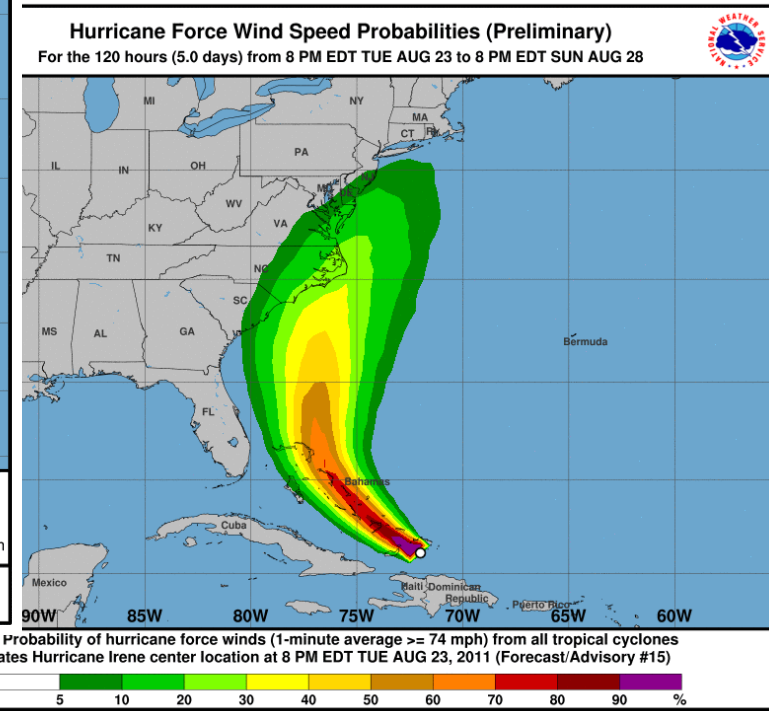 Hurricane Force Wind Speed Probabilities (Preliminary)
For the 120 hours (5.0 days) from 8 PM EDT TUE AUG 23 to 8 PM EDT SUN AUG 28
NATIONAL WEATHER SERVICE
MI
NY
MA
CT
PA
IL
IN
OH
WV
VA
KY
TN
NC
SC
MS
AL
GA
Bermuda
FL
Bahamas
Cuba
Mexico
Haiti
Dominican
Republic
Puerto Rico
90W 85W 80W 75W 70W 65W 60W
Probability of hurricane force winds (1-minute average >= 74 mph) from all tropical cyclones
ates Hurricane Irene center location at 8 PM EDT TUE AUG 23, 2011 (Forecast/Advisory #15)
5 10 20 30 40 50 60 70 80 90 %